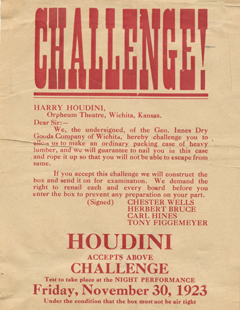 CHALLENGE!
HARRY HOUDINI,
Orpheum Theatre, Wichita, Kansas.
Dear Sir:—
We, the undersigned, of the Geo. Innes Dry
Goods Company of Wichita, hereby challenge you to
allow us to make an ordinary packing case of heavy
lumber, and we will guarantee to nail you in this case
and rope it up so that you will not be able to escape from
same.
If you accept this challenge we will construct the
box and send it on for examination. We demand the
right to renail each and every board before you
enter the box to prevent any preparation on your part.
(Signed) CHESTER WELLS
HERBERT BRUCE
CARL HINES
TONY FIGGEMEYER
HOUDINI
ACCEPTS ABOVE
CHALLENGE
Test to take place at the NIGHT PERFORMANCE
Friday, November 30, 1923
Under the condition that the box must not be air tight